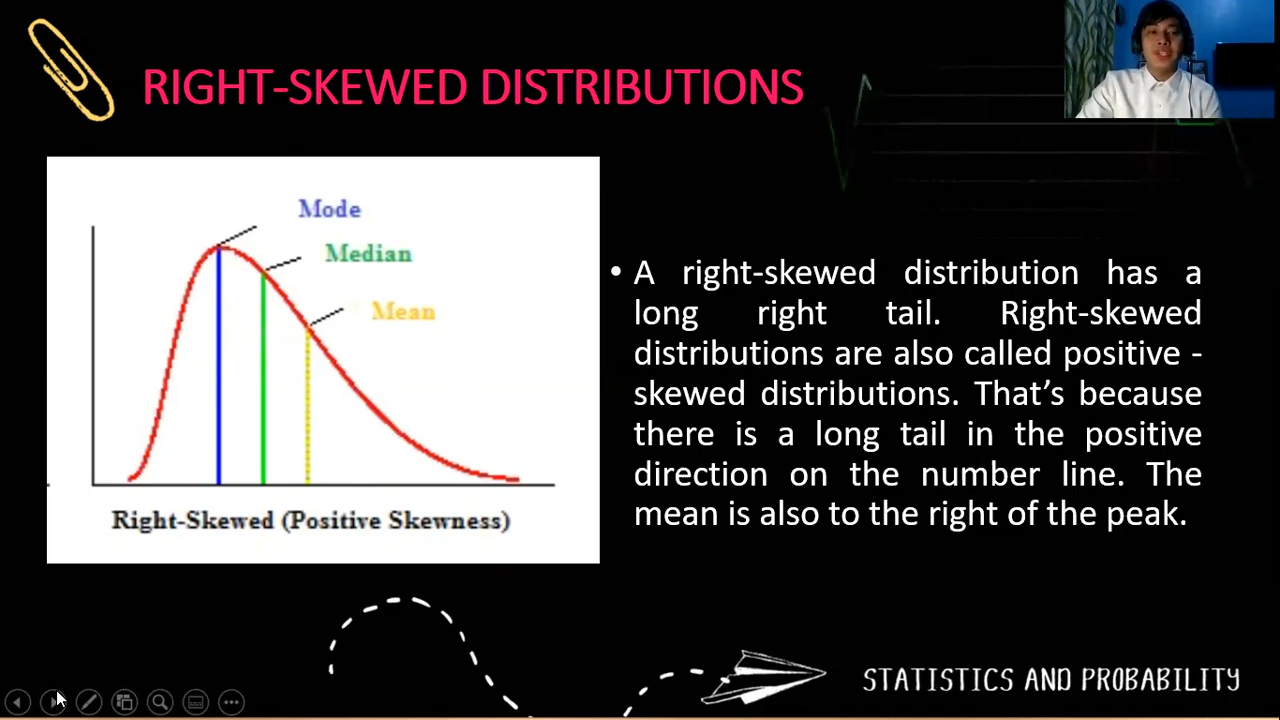 RIGHT-SKEWED DISTRIBUTIONS
Mode
Median
Mean
Right-Skewed (Positive Skewness)
• A right-skewed distribution has a
long right tail. Right-skewed
distributions are also called positive -
skewed distributions. That’s because
there is a long tail in the positive
direction on the number line. The
mean is also to the right of the peak.
STATISTICS AND PROBABILITY